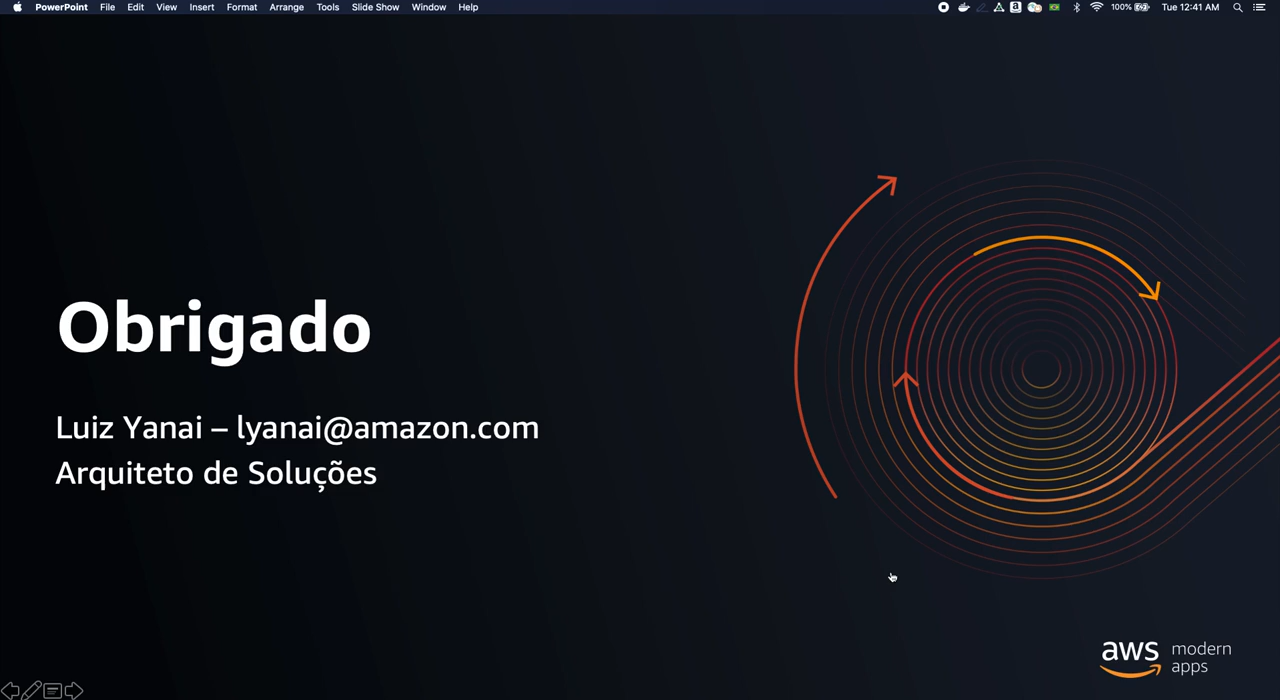 PowerPoint File Edit View Insert Format Arrange Tools Slide Show Window Help 100% Tue 12:41 AM
Obrigado
Luiz Yanai – lyanai@amazon.com
Arquiteto de Soluções
aws modern
apps